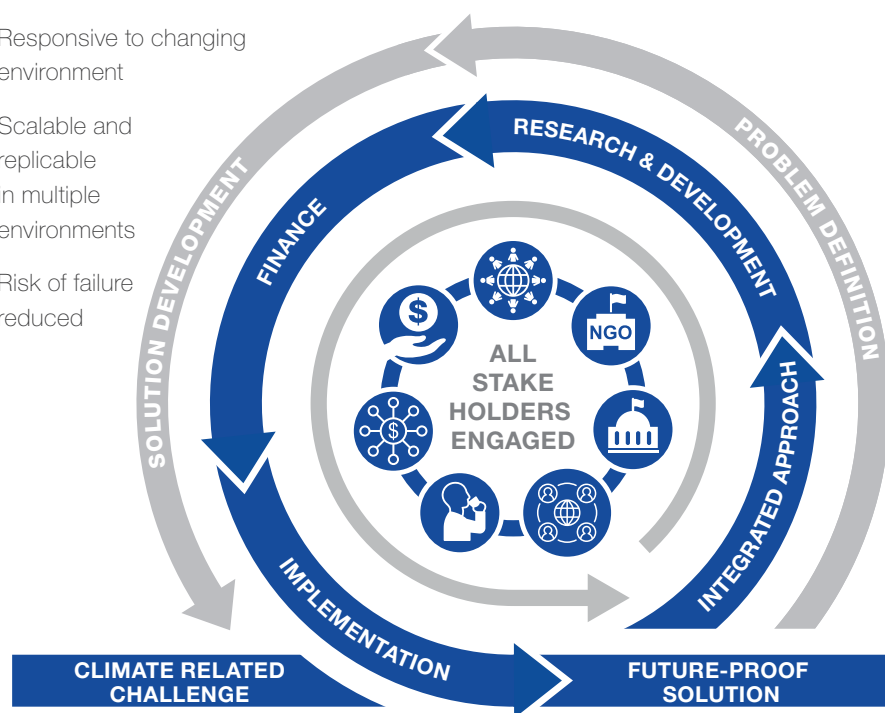 Responsive to changing
environment
Scalable and
replicable
in multiple
environments
Risk of failure
reduced
PROBLEM DEFINITION
SOLUTION DEVELOPMENT
RESEARCH & DEVELOPMENT
FINANCE
INTEGRATED APPROACH
IMPLEMENTATION
$
NGO
$
ALL
STAKE
HOLDERS
ENGAGED
CLIMATE RELATED
CHALLENGE
FUTURE-PROOF
SOLUTION